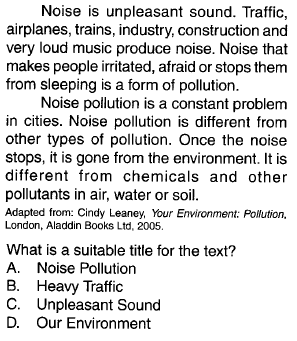 Noise is unpleasant sound. Traffic,
airplanes, trains, industry, construction and
very loud music produce noise. Noise that
makes people irritated, afraid or stops them
from sleeping is a form of pollution.
Noise pollution is a constant problem
in cities. Noise pollution is different from
other types of pollution. Once the noise
stops, it is gone from the environment. It is
different from chemicals and other
pollutants in air, water or soil.
Adapted from: Cindy Leaney, Your Environment: Pollution,
London, Aladdin Books Ltd, 2005.
What is a suitable title for the text?
A. Noise Pollution
B. Heavy Traffic
C. Unpleasant Sound
D. Our Environment